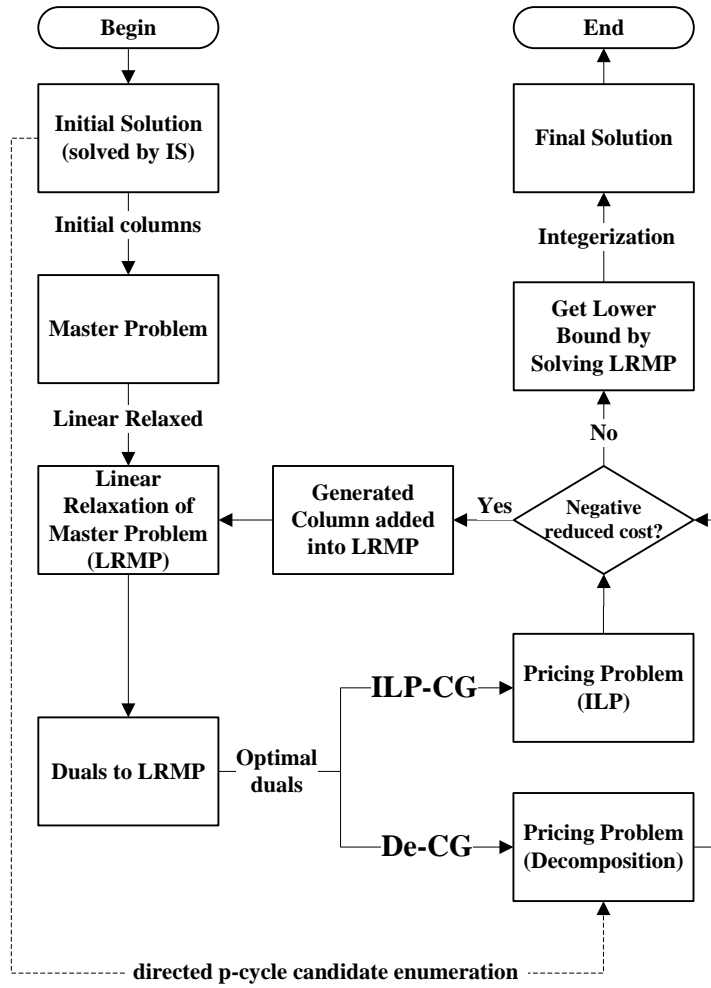 Begin
Initial Solution
(solved by IS)
Initial columns
Master Problem
Linear Relaxed
Linear
Relaxation of
Master Problem
(LRMP)
Duals to LRMP
Optimal
duals
ILP-CG
De-CG
Pricing Problem
(ILP)
Pricing Problem
(Decomposition)
directed p-cycle candidate enumeration
Negative
reduced cost?
Yes
Generated
Column added
into LRMP
No
Get Lower
Bound by
Solving LRMP
Integerization
Final Solution
End